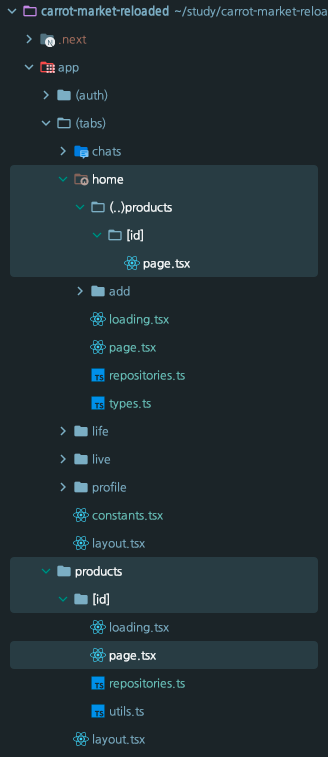 carrot-market-reloaded ~/study/carrot-market-reloa
.next
app
(auth)
(tabs)
chats
home
(..)products
[id]
page.tsx
add
loading.tsx
page.tsx
repositories.ts
types.ts
life
live
profile
constants.tsx
layout.tsx
products
[id]
loading.tsx
page.tsx
repositories.ts
utils.ts
layout.tsx